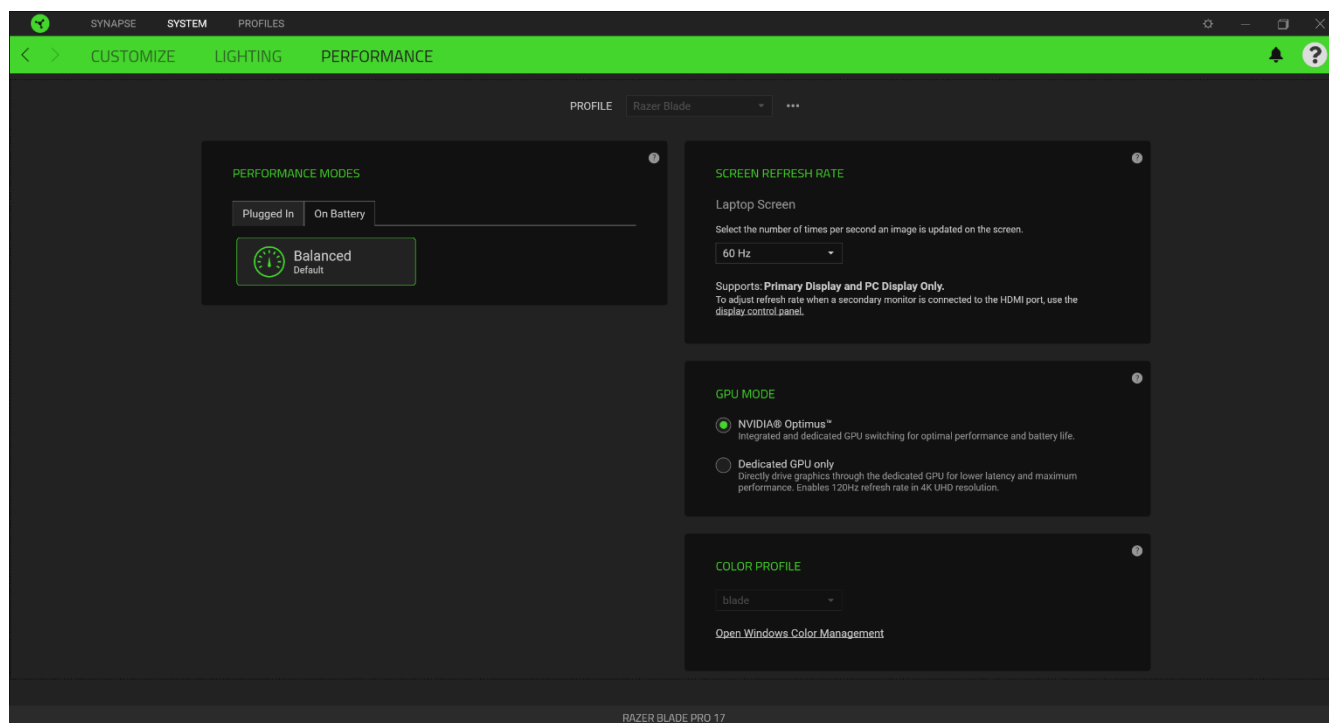 SYNAPSE SYSTEM PROFILES
CUSTOMIZE LIGHTING PERFORMANCE
?
PROFILE Razer Blade
?
PERFORMANCE MODES
Plugged In On Battery
Balanced
Default
?
SCREEN REFRESH RATE
Laptop Screen
Select the number of times per second an image is updated on the screen.
60 Hz
Supports: Primary Display and PC Display Only.
To adjust refresh rate when a secondary monitor is connected to the HDMI port, use the
display control panel.
?
GPU MODE
NVIDIA® Optimus™
Integrated and dedicated GPU switching for optimal performance and battery life.
Dedicated GPU only
Directly drive graphics through the dedicated GPU for lower latency and maximum
performance. Enables 120Hz refresh rate in 4K UHD resolution.
?
COLOR PROFILE
blade
Open Windows Color Management
RAZER BLADE PRO 17